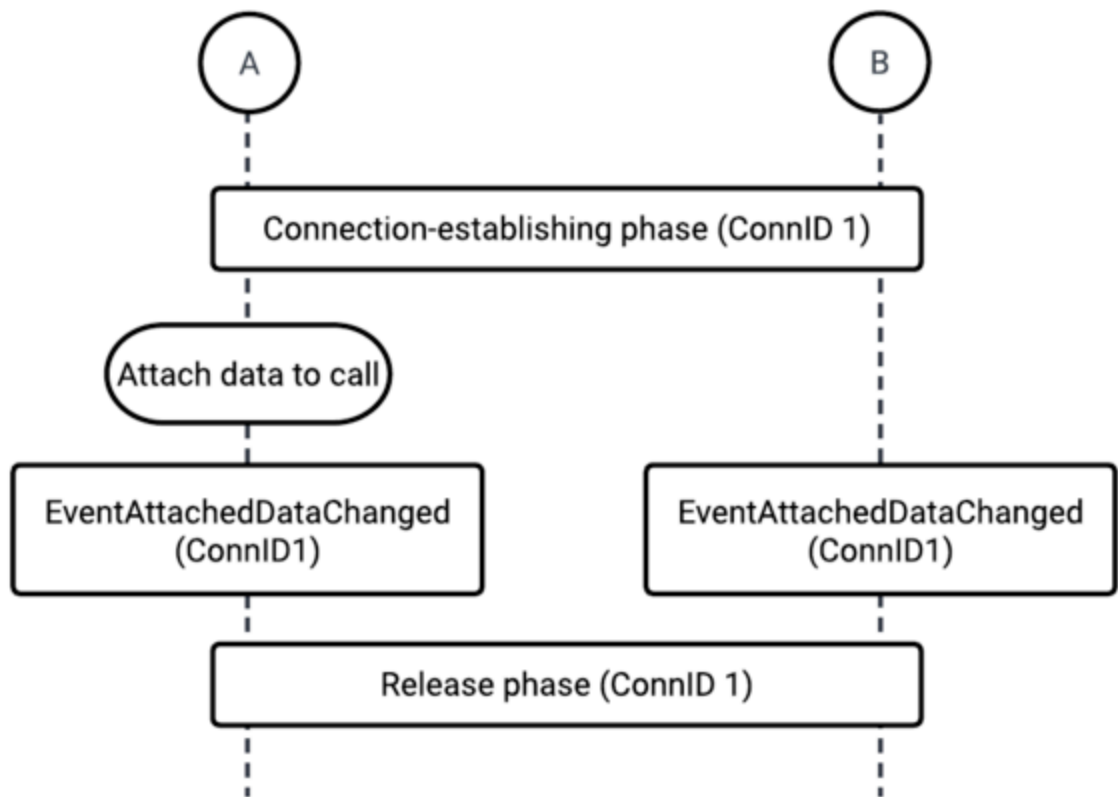 A
B
Connection-establishing phase (ConnID 1)
Attach data to call
EventAttachedDataChanged
(ConnID1)
EventAttachedDataChanged
(ConnID1)
Release phase (ConnID 1)